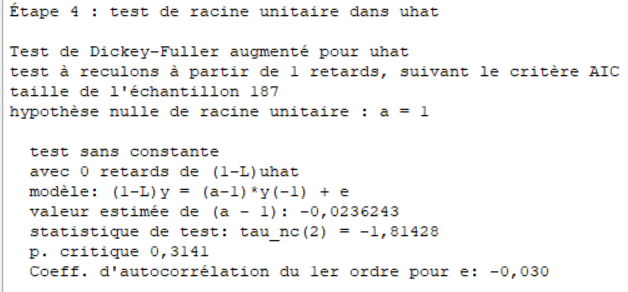 Étape 4 : test de racine unitaire dans uhat
Test de Dickey-Fuller augmenté pour uhat
test à reculons à partir de 1 retards, suivant le critère AIC
taille de l'échantillon 187
hypothèse nulle de racine unitaire : a = 1
test sans constante
avec 0 retards de (1-L)uhat
modèle: (1-L)y = (a-1)*y(-1) + e
valeur estimée de (a - 1): -0,0236243
statistique de test: tau_nc(2) = -1,81428
p. critique 0,3141
Coeff. d'autocorrélation du 1er ordre pour e: -0,030